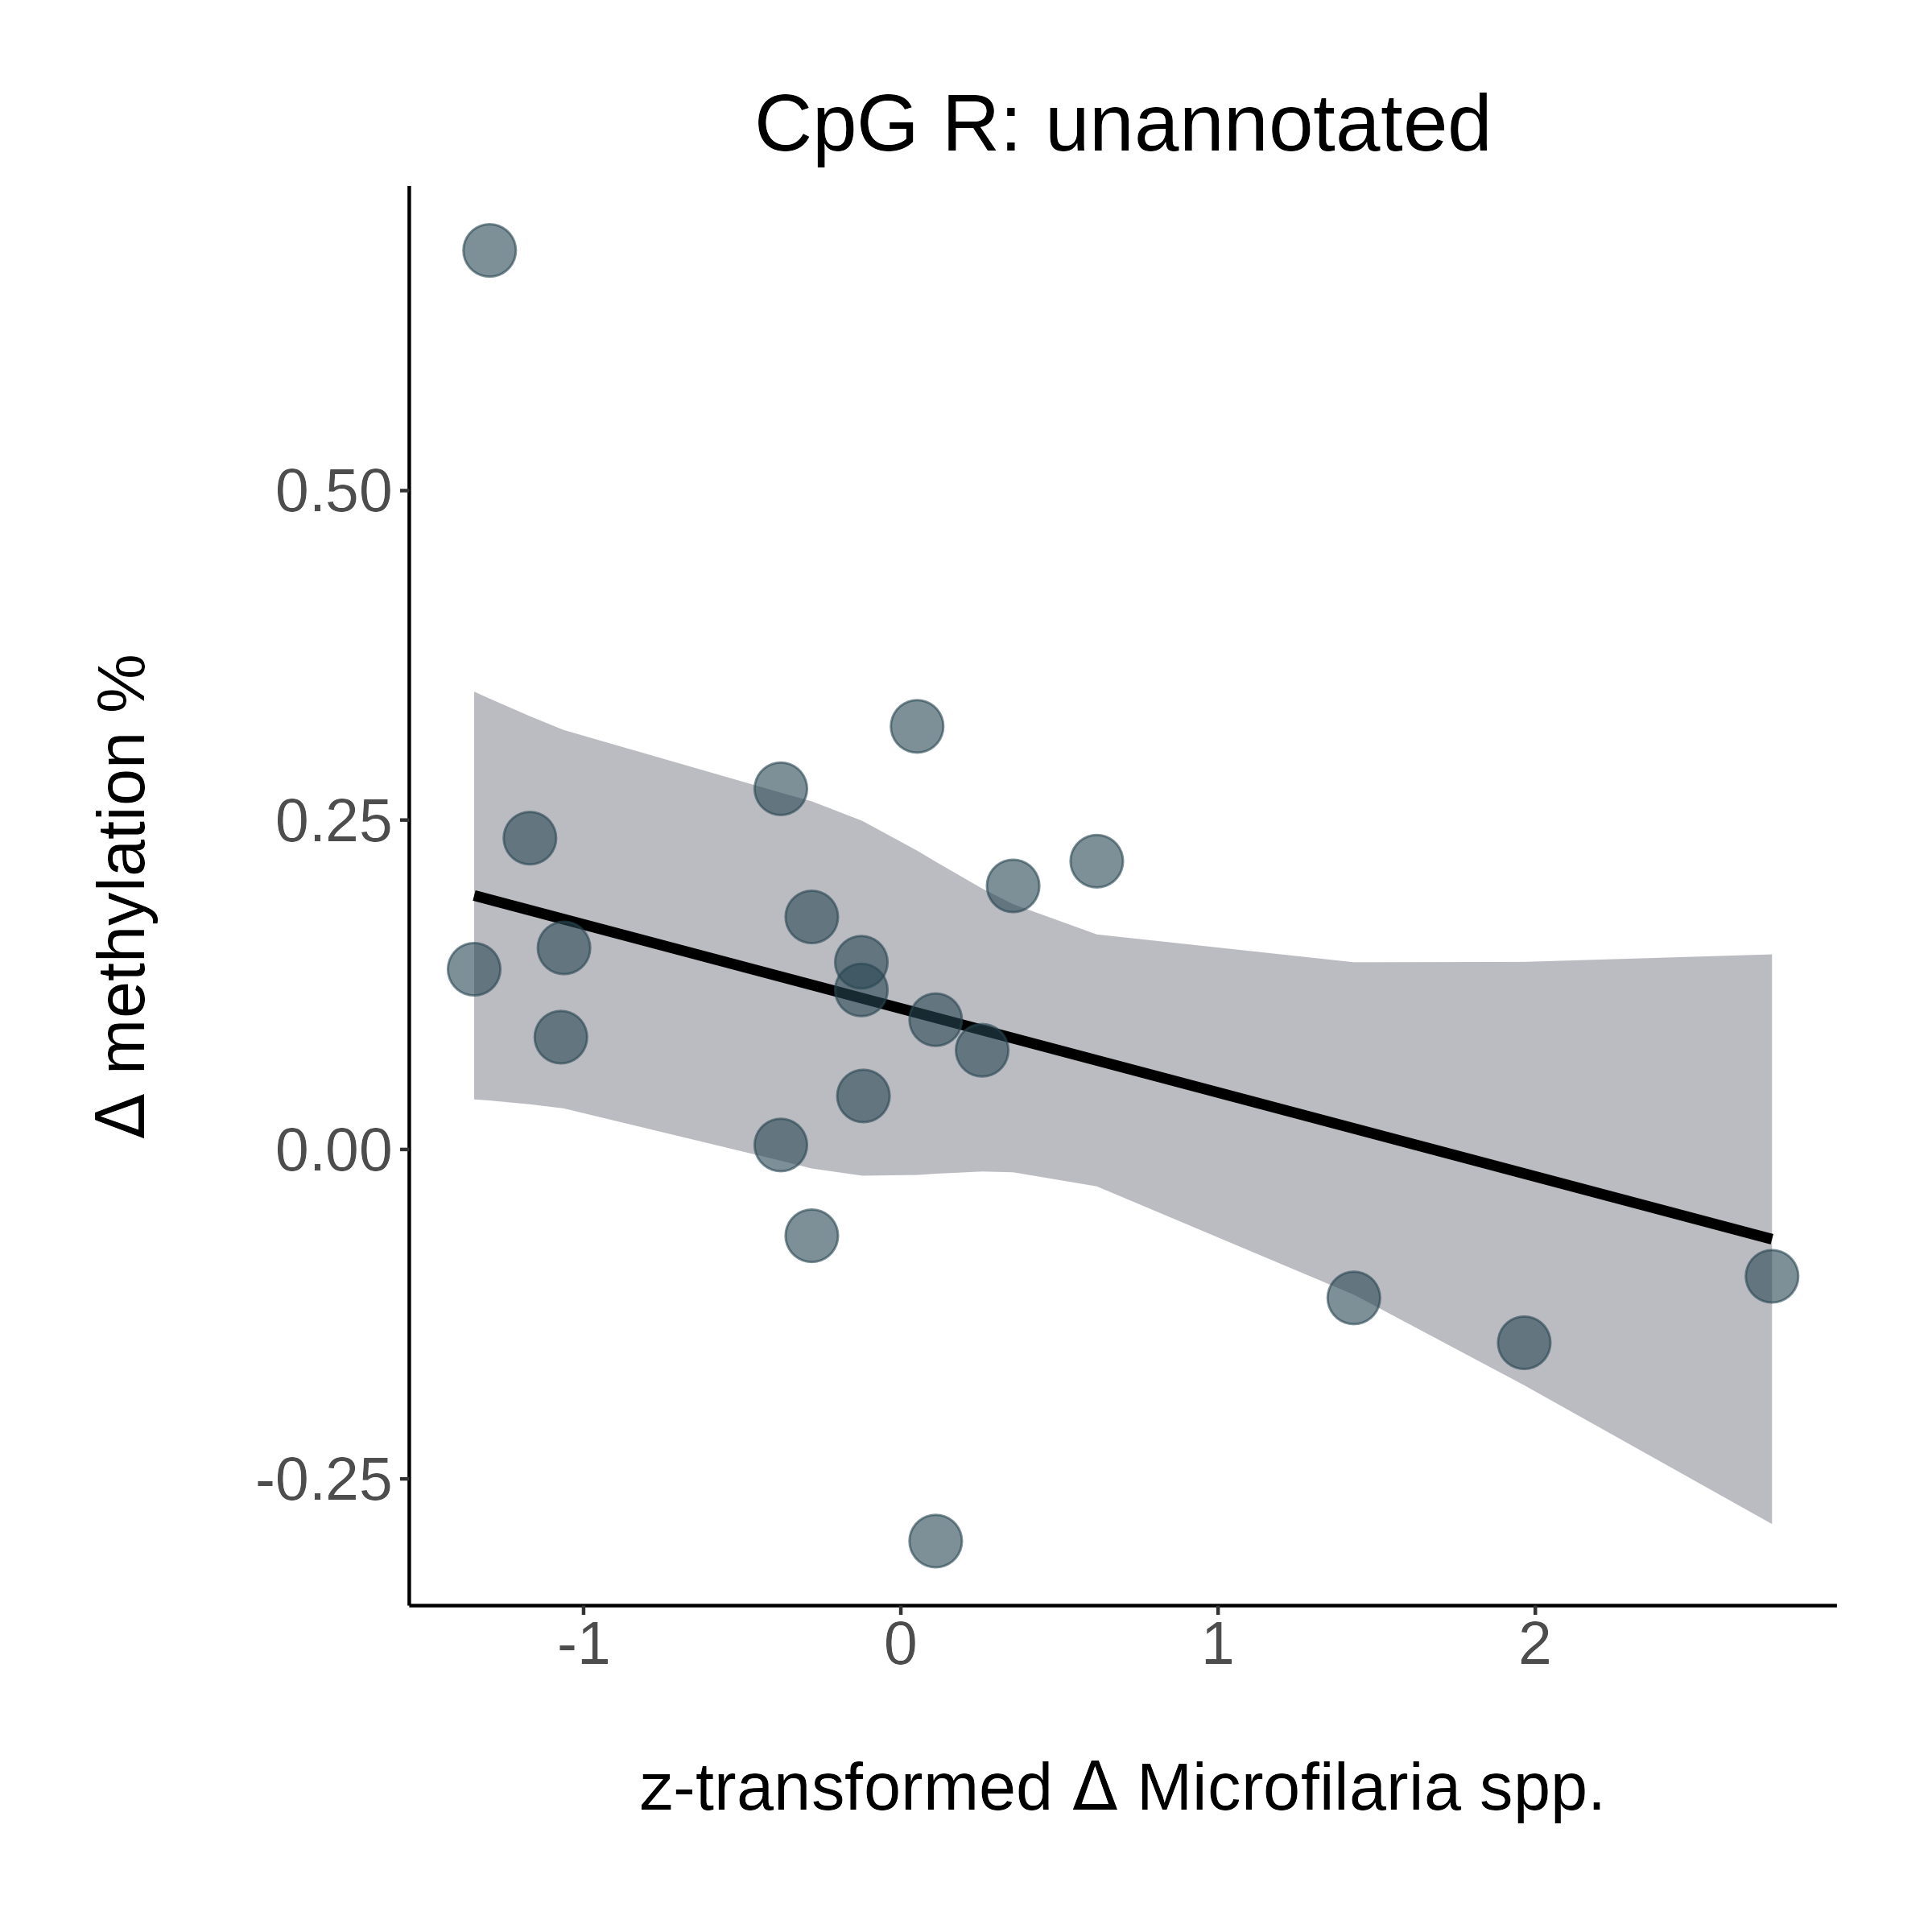 CpG R: unannotated
Δ methylation %
0.50
0.25
0.00
-0.25
-1 0 1 2
z-transformed Δ Microfilaria spp.